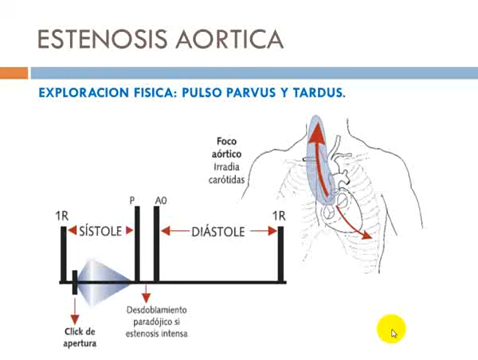 ESTENOSIS AORTICA
EXPLORACION FISICA: PULSO PARVUS Y TARDUS.
Foco
aórtico
Irradia
carótidas
P AO
1R SÍSTOLE DIÁSTOLE 1R
Desdoblamiento
paradójico si
estenosis intensa
Click de
apertura